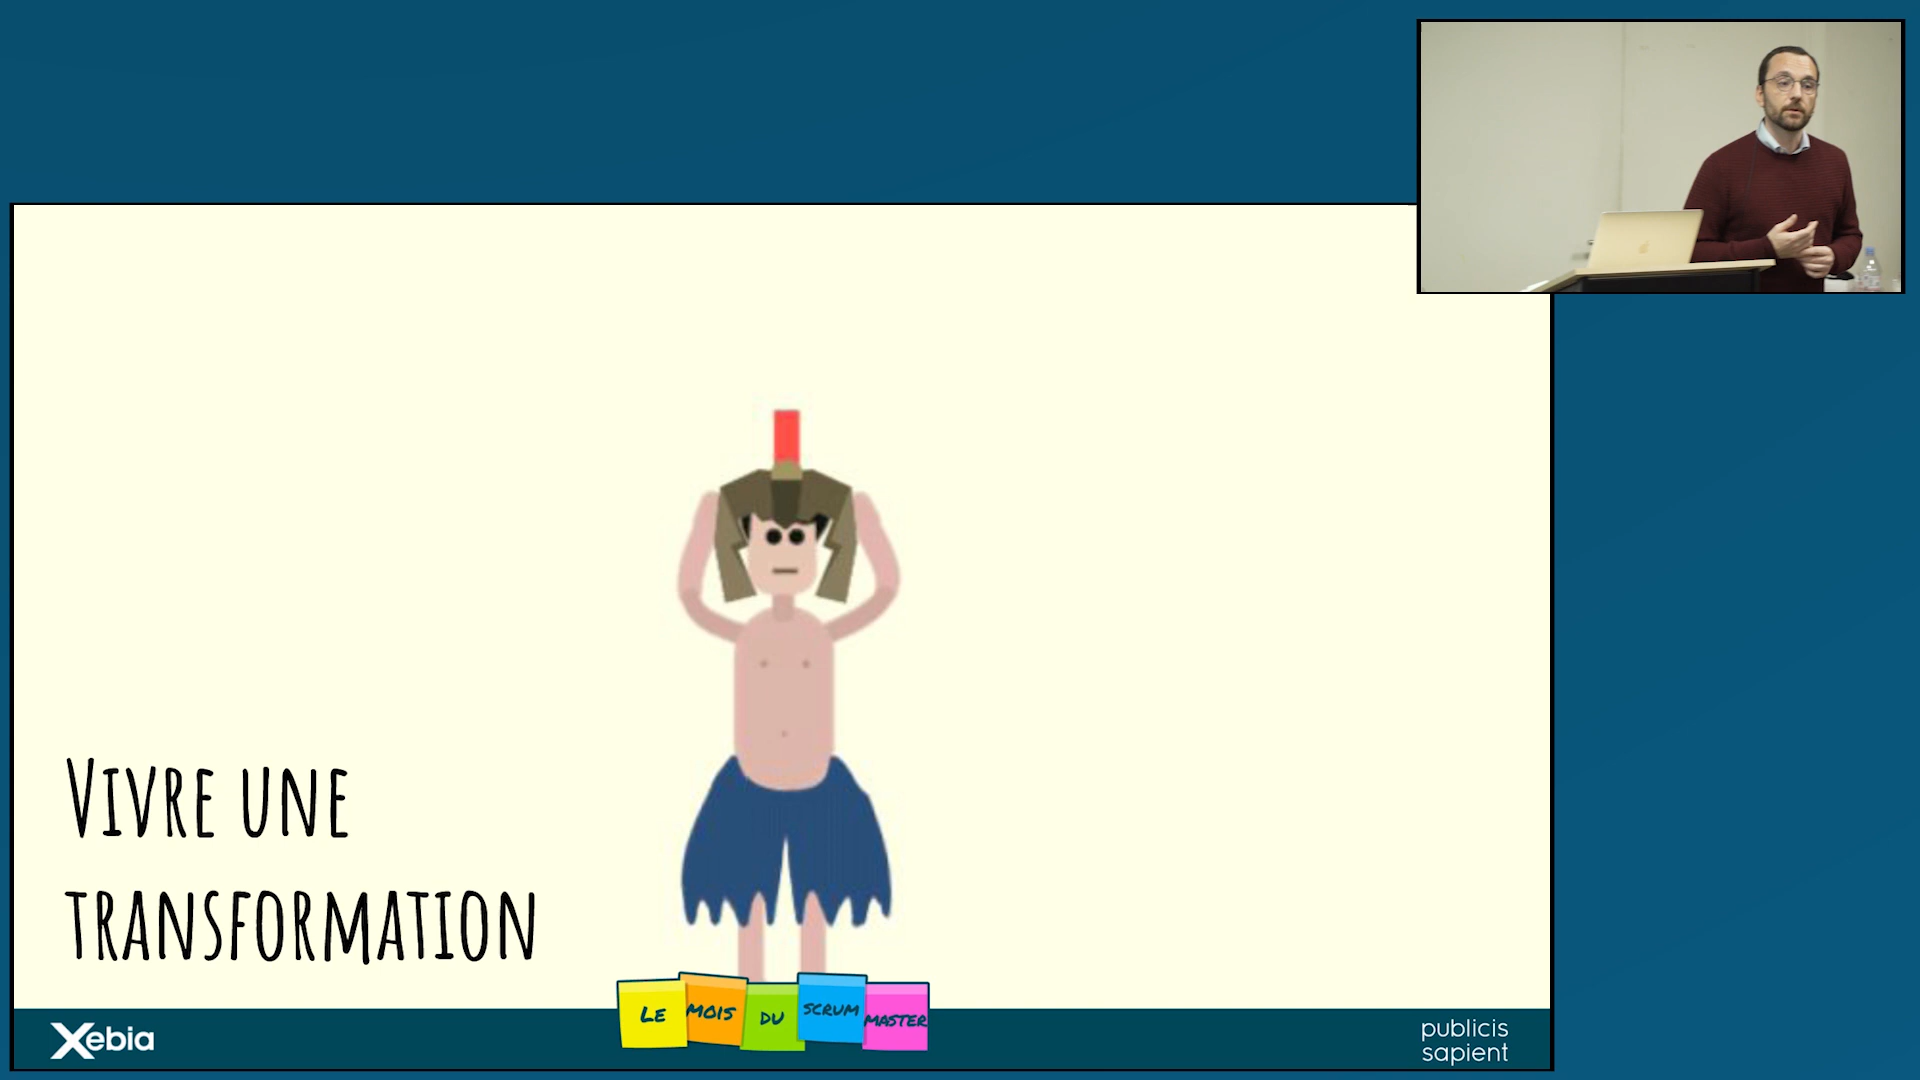 Vivre une
transformation
Le mois du scrum master
Xebia
publicis
sapient